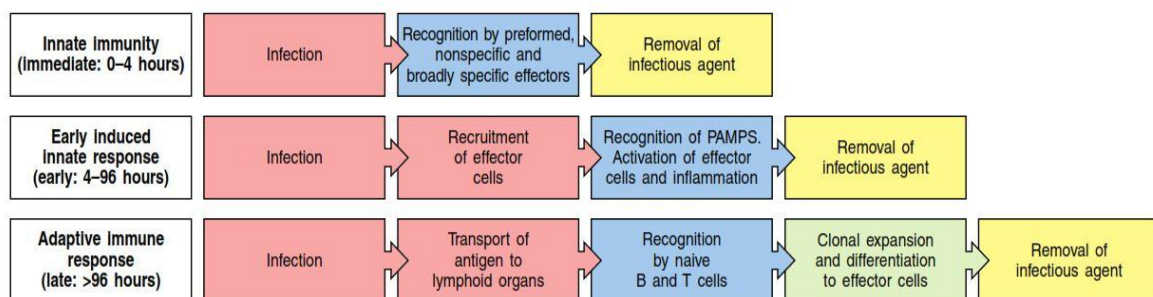 Innate immunity
(immediate: 0–4 hours)
Infection
Recognition by preformed,
nonspecific and
broadly specific effectors
Removal of
infectious agent
Early induced
innate response
(early: 4–96 hours)
Infection
Recruitment
of effector
cells
Recognition of PAMPS.
Activation of effector
cells and inflammation
Removal of
infectious agent
Adaptive immune
response
(late: >96 hours)
Infection
Transport of
antigen to
lymphoid organs
Recognition
by naive
B and T cells
Clonal expansion
and differentiation
to effector cells
Removal of
infectious agent